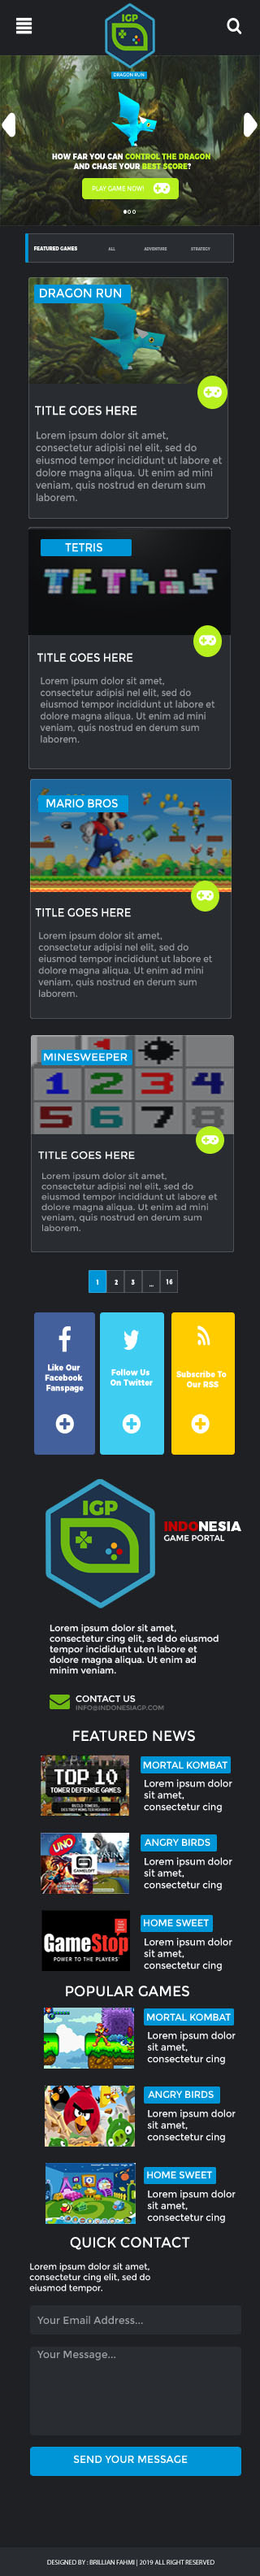 IGP
DRAGON RUN
HOW FAR YOU CAN CONTROL THE DRAGON
AND CHASE YOUR BEST SCORE?
PLAY GAME NOW!
FEATURED GAMES ALL ADVENTURE STRATEGY
DRAGON RUN
TITLE GOES HERE
Lorem ipsum dolor sit amet,
consectetur adipisi nel elit, sed do
eiusmod tempor incididunt ut labore et
dolore magna aliqua. Ut enim ad mini
veniam, quis nostrud en derum sum
laborem.
TETRIS
TETRIS
TITLE GOES HERE
Lorem ipsum dolor sit amet,
consectetur adipisi nel elit, sed do
eiusmod tempor incididunt ut labore et
dolore magna aliqua. Ut enim ad mini
veniam, quis nostrud en derum sum
laborem.
MARIO BROS
TITLE GOES HERE
Lorem ipsum dolor sit amet,
consectetur adipisi nel elit, sed do
eiusmod tempor incididunt ut labore et
dolore magna aliqua. Ut enim ad mini
veniam, quis nostrud en derum sum
laborem.
MINESWEEPER
1 2 3 4
5 6 7 8
TITLE GOES HERE
Lorem ipsum dolor sit amet,
consectetur adipisi nel elit, sed do
eiusmod tempor incididunt ut labore et
dolore magna aliqua. Ut enim ad mini
veniam, quis nostrud en derum sum
laborem.
1 2 3 ... 16
Like Our
Facebook
Fanspage
Follow Us
On Twitter
Subscribe To
Our RSS
IGP
INDONESIA
GAME PORTAL
Lorem ipsum dolor sit amet,
consectetur cing elit, sed do eiusmod
tempor incididunt uten labore et
dolore magna aliqua. Ut enim ad
minim veniam.
CONTACT US
INFO@INDONESIAGP.COM
FEATURED NEWS
TOP 10
TOWER DEFENSE GAMES
MORTAL KOMBAT
Lorem ipsum dolor
sit amet,
consectetur cing
UNO
GAMELOFT
ANGRY BIRDS
Lorem ipsum dolor
sit amet,
consectetur cing
GameStop
POWER TO THE PLAYERS
HOME SWEET
Lorem ipsum dolor
sit amet,
consectetur cing
POPULAR GAMES
MORTAL KOMBAT
Lorem ipsum dolor
sit amet,
consectetur cing
ANGRY BIRDS
Lorem ipsum dolor
sit amet,
consectetur cing
HOME SWEET
Lorem ipsum dolor
sit amet,
consectetur cing
QUICK CONTACT
Lorem ipsum dolor sit amet,
consectetur cing elit, sed do
eiusmod tempor.
Your Email Address...
Your Message...
SEND YOUR MESSAGE
DESIGNED BY : BRILLIAN FAHMI | 2019 ALL RIGHT RESERVED